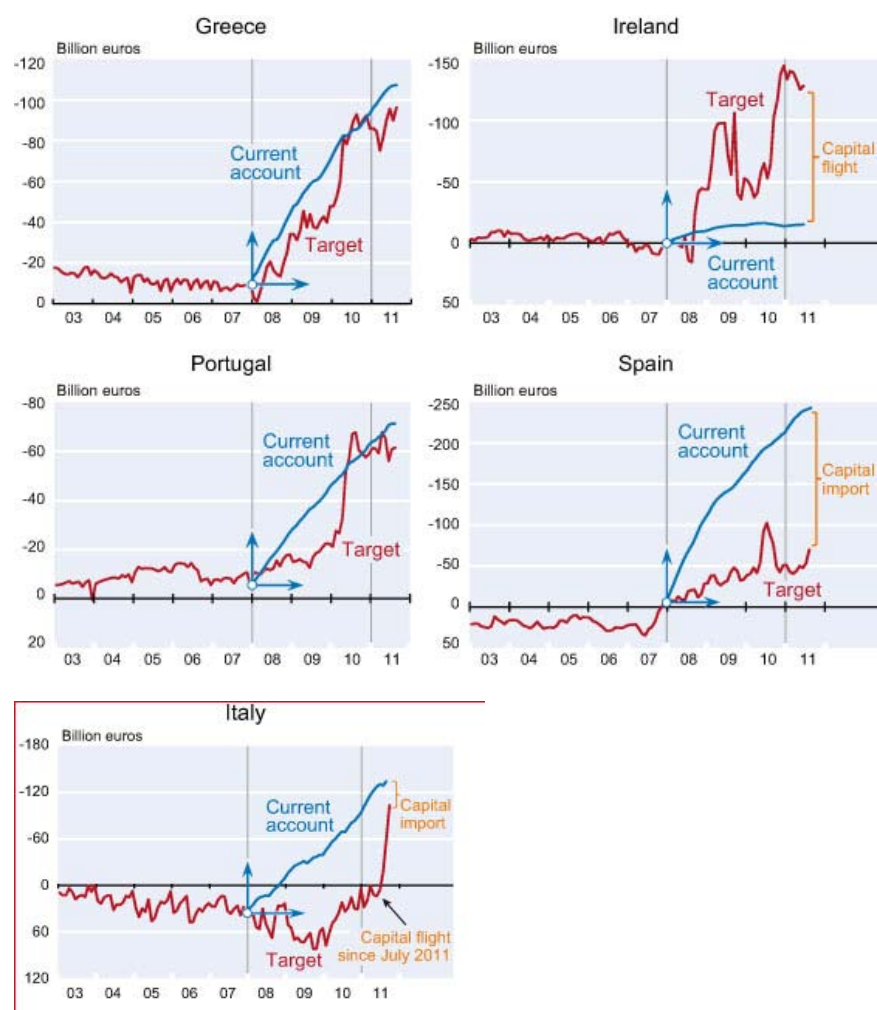 Greece
Billion euros
-120
-100
-80
-60
-40
-20
0
Current
account
Target
03 04 05 06 07 08 09 10 11
Ireland
Billion euros
-150
-100
-50
0
50
Target
Capital
flight
Current
account
03 04 05 06 07 08 09 10 11
Portugal
Billion euros
-80
-60
-40
-20
0
20
Current
account
Target
03 04 05 06 07 08 09 10 11
Spain
Billion euros
-250
-200
-150
-100
-50
0
50
Current
account
Capital
import
Target
03 04 05 06 07 08 09 10 11
Italy
Billion euros
-180
-120
-60
0
60
120
Current
account
Capital
import
Target
Capital flight
since July 2011
03 04 05 06 07 08 09 10 11